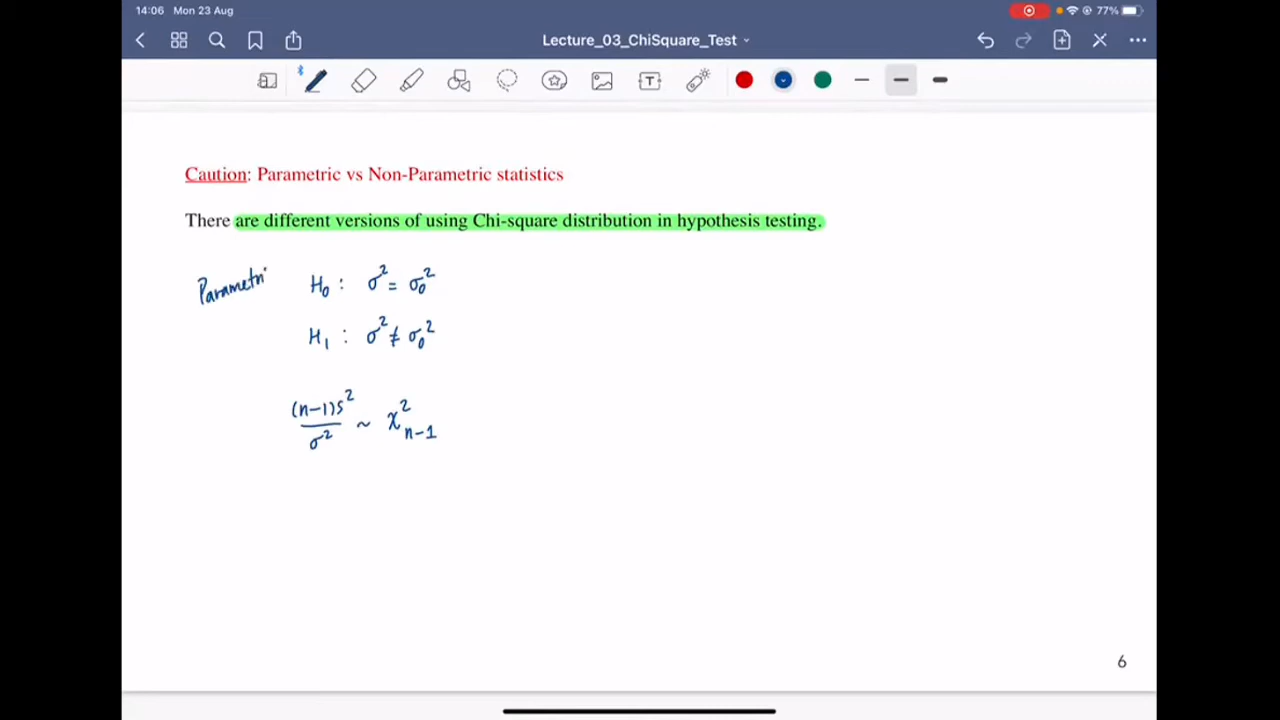 14:06 Mon 23 Aug
77%
Lecture_03_ChiSquare_Test
T
Caution: Parametric vs Non-Parametric statistics
There are different versions of using Chi-square distribution in hypothesis testing.
Parametri H₀ : σ² = σ₀²
H₁ : σ² ≠ σ₀²
(n-1)s²/σ² ~ χ²ₙ₋₁
6